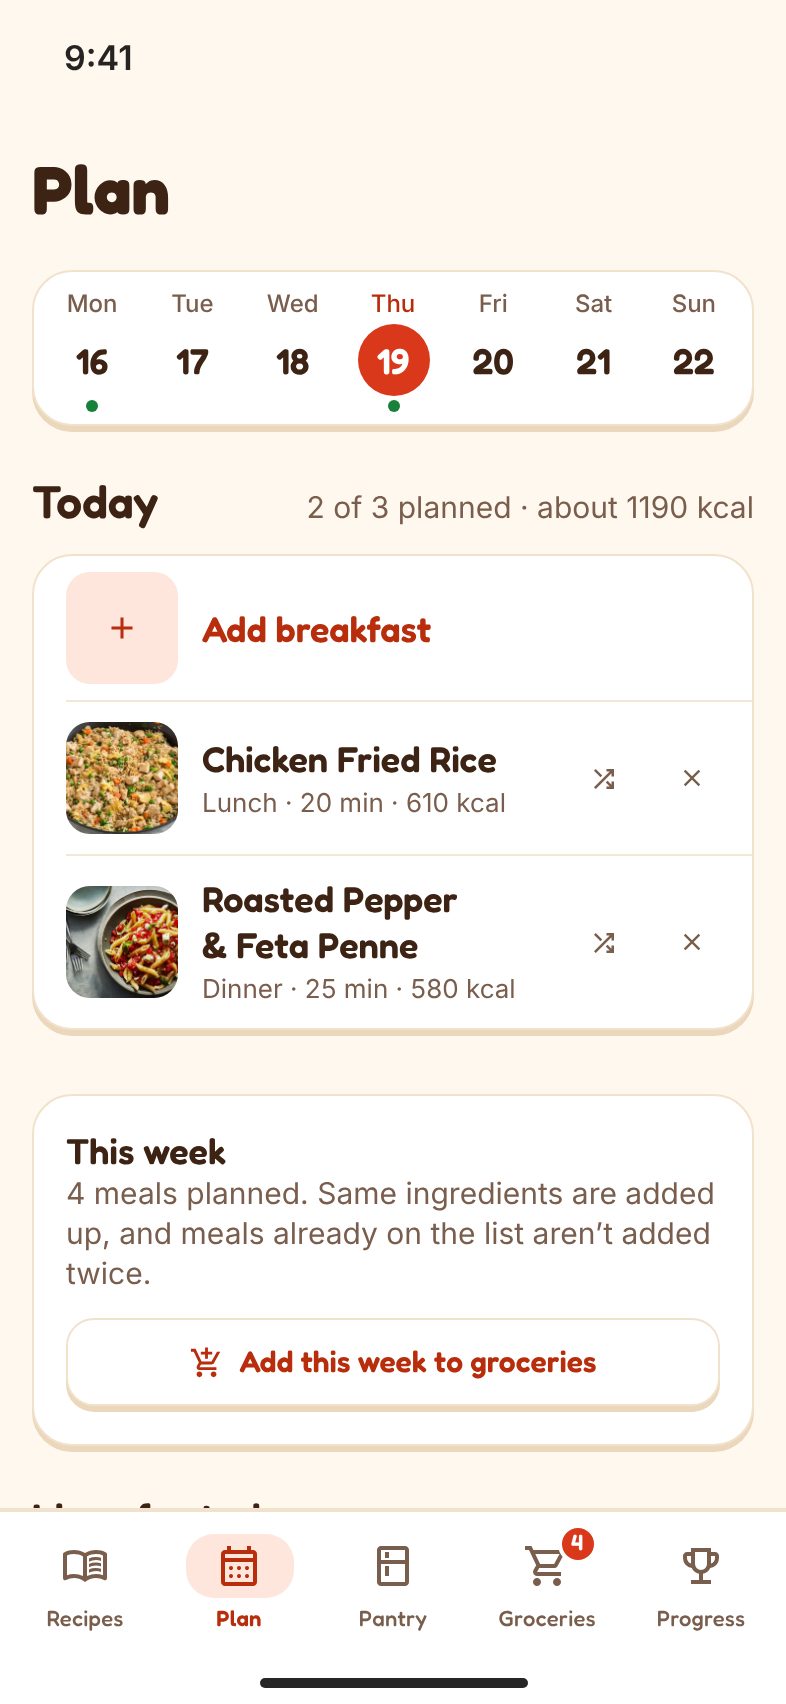 9:41
Plan
Mon Tue Wed Thu Fri Sat Sun
16 17 18 19 20 21 22
Today 2 of 3 planned · about 1190 kcal
Add breakfast
Chicken Fried Rice
Lunch · 20 min · 610 kcal
Roasted Pepper
& Feta Penne
Dinner · 25 min · 580 kcal
This week
4 meals planned. Same ingredients are added
up, and meals already on the list aren’t added
twice.
Add this week to groceries
4
Recipes Plan Pantry Groceries Progress